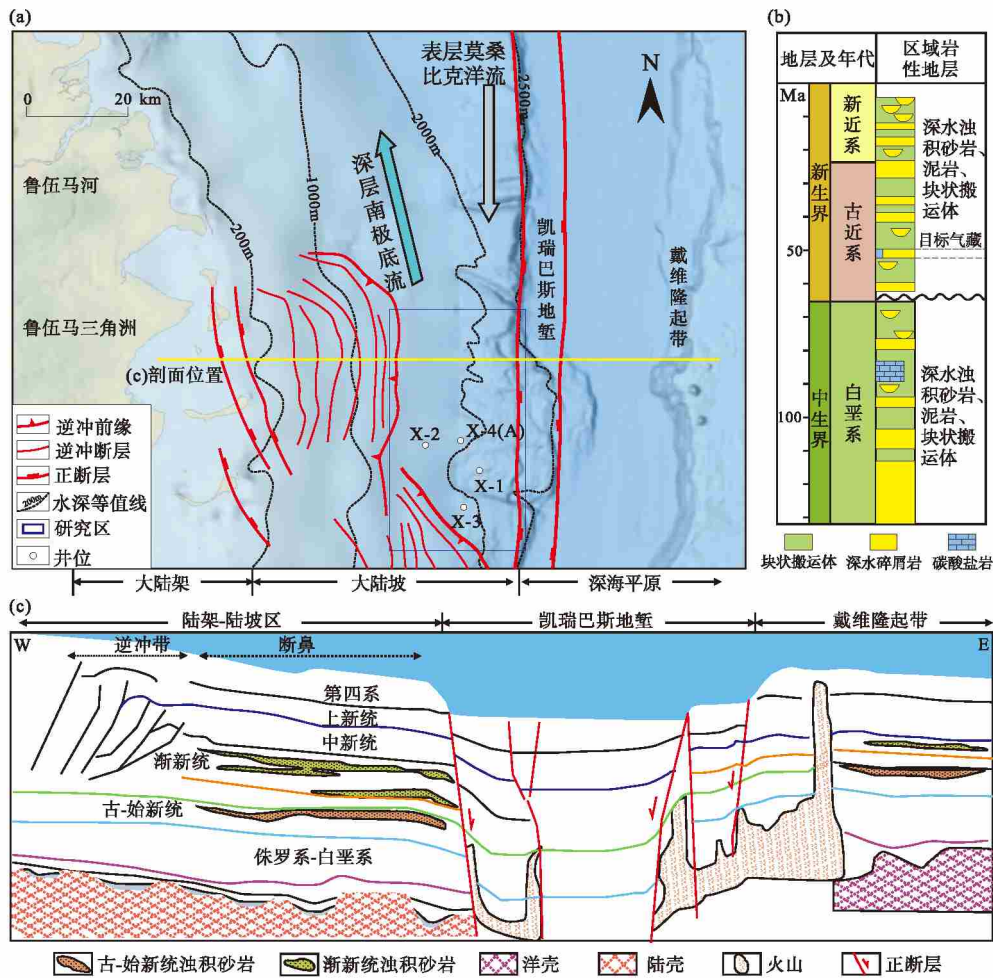 (a)
表层莫桑
比克洋流
N
0 20 km
2500m
2000m
1000m
200m
深层南极底流
凯瑞巴斯地堑
戴维隆起带
鲁伍马河
鲁伍马三角洲
(c)剖面位置
X-2
X-4(A)
X-1
X-3
逆冲前缘
逆冲断层
正断层
200m
水深等值线
研究区
井位
大陆架
大陆坡
深海平原
(b)
地层及年代
区域岩
性地层
Ma
50
100
新生界
中生界
新近系
古近系
白垩系
深水浊
积砂岩、
泥岩、
块状搬
运体
目标气藏
深水浊
积砂岩、
泥岩、
块状搬
运体
块状搬运体
深水碎屑岩
碳酸盐岩
(c)
陆架-陆坡区
凯瑞巴斯地堑
戴维隆起带
W
逆冲带
断鼻
E
第四系
上新统
中新统
渐新统
古-始新统
侏罗系-白垩系
古-始新统浊积砂岩
渐新统浊积砂岩
洋壳
陆壳
火山
正断层